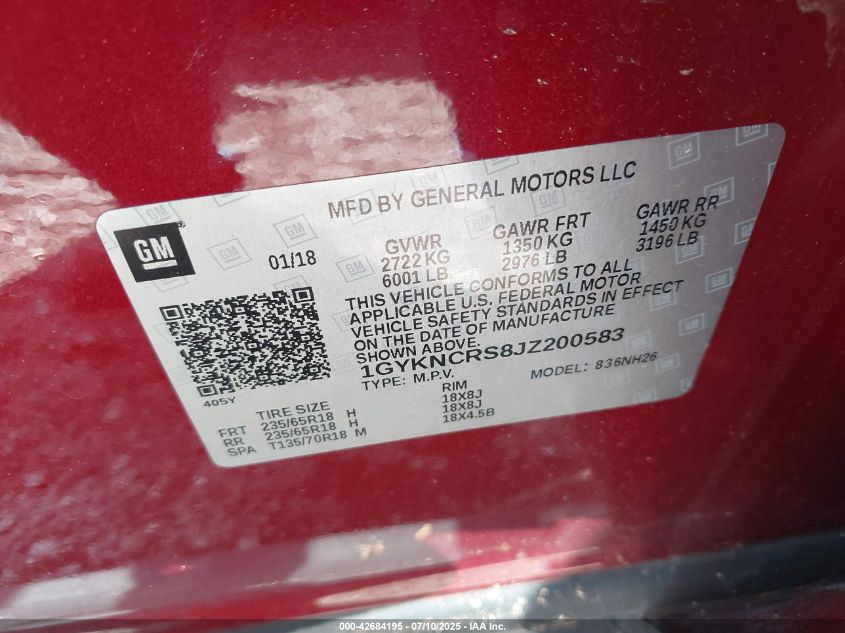 MFD BY GENERAL MOTORS LLC
GM
®
01/18
GVWR GAWR FRT GAWR RR
2722 KG 1350 KG 1450 KG
6001 LB 2976 LB 3196 LB
THIS VEHICLE CONFORMS TO ALL
APPLICABLE U.S. FEDERAL MOTOR
VEHICLE SAFETY STANDARDS IN EFFECT
ON THE DATE OF MANUFACTURE
SHOWN ABOVE.
1GYKNCRS8JZ200583
TYPE: M.P.V. MODEL: 836NH26
405Y
TIRE SIZE RIM
FRT 235/65R18 H 18X8J
RR 235/65R18 H 18X8J
SPA T135/70R18 M 18X4.5B
000-42684195 - 07/10/2025 - IAA Inc.